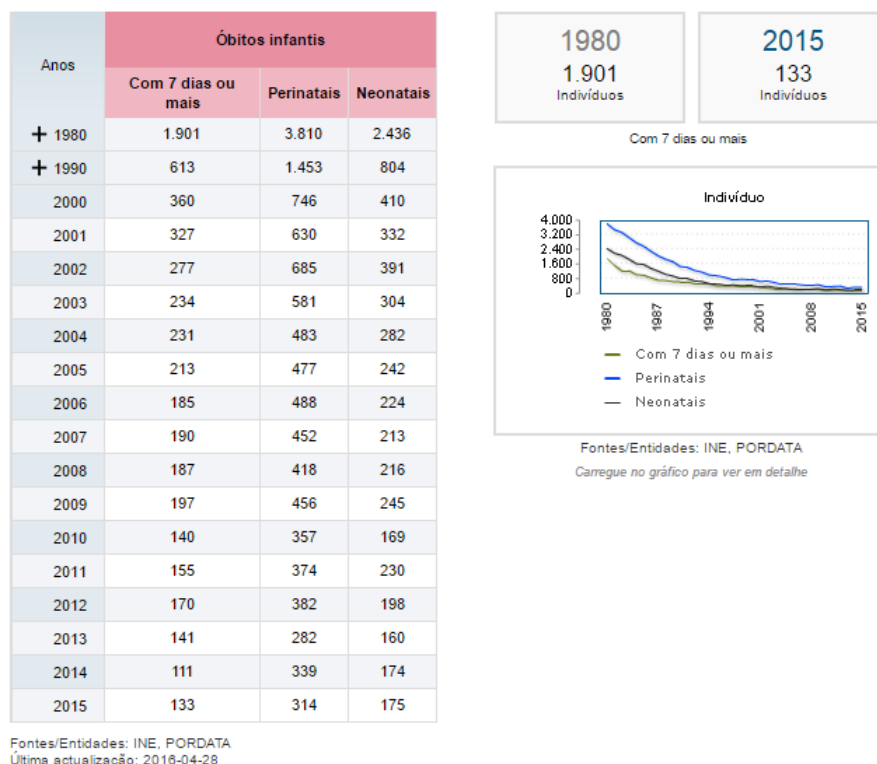 Anos
Óbitos infantis
Com 7 dias ou
mais
Perinatais
Neonatais
+ 1980 1.901 3.810 2.436
+ 1990 613 1.453 804
2000 360 746 410
2001 327 630 332
2002 277 685 391
2003 234 581 304
2004 231 483 282
2005 213 477 242
2006 185 488 224
2007 190 452 213
2008 187 418 216
2009 197 456 245
2010 140 357 169
2011 155 374 230
2012 170 382 198
2013 141 282 160
2014 111 339 174
2015 133 314 175
Fontes/Entidades: INE, PORDATA
Última actualização: 2016-04-28
1980
1.901
Indivíduos
2015
133
Indivíduos
Com 7 dias ou mais
Indivíduo
4.000
3.200
2.400
1.600
800
0
1980 1987 1994 2001 2008 2015
Com 7 dias ou mais
Perinatais
Neonatais
Fontes/Entidades: INE, PORDATA
Carregue no gráfico para ver em detalhe